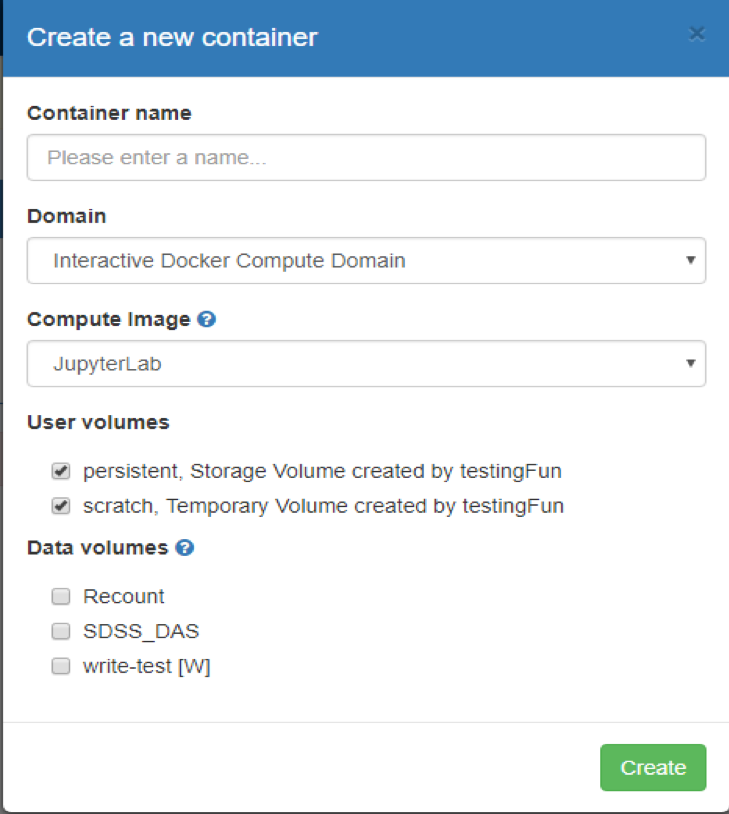 Create a new container
×
Container name
Please enter a name...
Domain
Interactive Docker Compute Domain
Compute Image ?
JupyterLab
User volumes
persistent, Storage Volume created by testingFun
scratch, Temporary Volume created by testingFun
Data volumes ?
Recount
SDSS_DAS
write-test [W]
Create